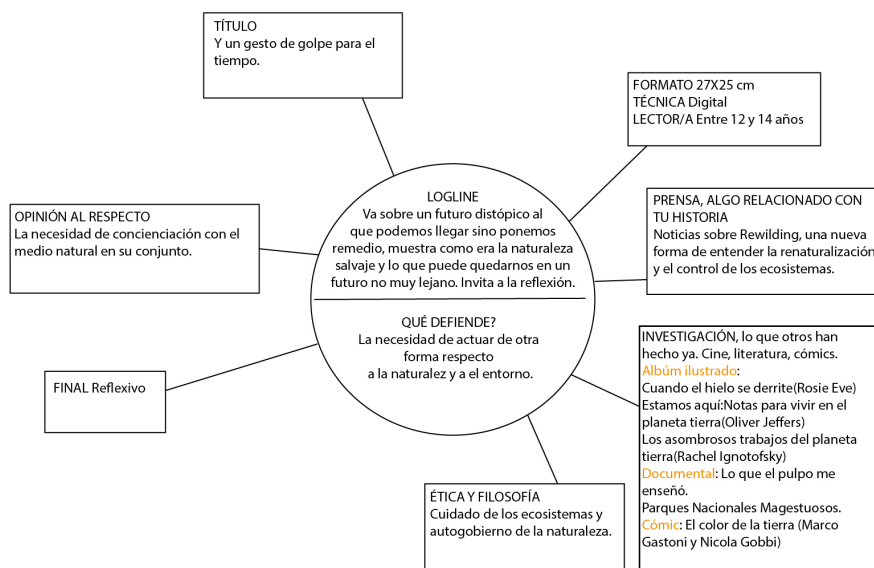 TÍTULO
Y un gesto de golpe para el
tiempo.
FORMATO 27X25 cm
TÉCNICA Digital
LECTOR/A Entre 12 y 14 años
LOGLINE
Va sobre un futuro distópico al
que podemos llegar sino ponemos
remedio, muestra como era la naturaleza
salvaje y lo que puede quedarnos en un
futuro no muy lejano. Invita a la reflexión.
QUÉ DEFIENDE?
La necesidad de actuar de otra
forma respecto
a la naturalez y a el entorno.
OPINIÓN AL RESPECTO
La necesidad de concienciación con el
medio natural en su conjunto.
PRENSA, ALGO RELACIONADO CON
TU HISTORIA
Noticias sobre Rewilding, una nueva
forma de entender la renaturalización
y el control de los ecosistemas.
FINAL Reflexivo
INVESTIGACIÓN, lo que otros han
hecho ya. Cine, literatura, cómics.
Albúm ilustrado:
Cuando el hielo se derrite(Rosie Eve)
Estamos aquí:Notas para vivir en el
planeta tierra(Oliver Jeffers)
Los asombrosos trabajos del planeta
tierra(Rachel Ignotofsky)
Documental: Lo que el pulpo me
enseñó.
Parques Nacionales Magestuosos.
Cómic: El color de la tierra (Marco
Gastoni y Nicola Gobbi)
ÉTICA Y FILOSOFÍA
Cuidado de los ecosistemas y
autogobierno de la naturaleza.